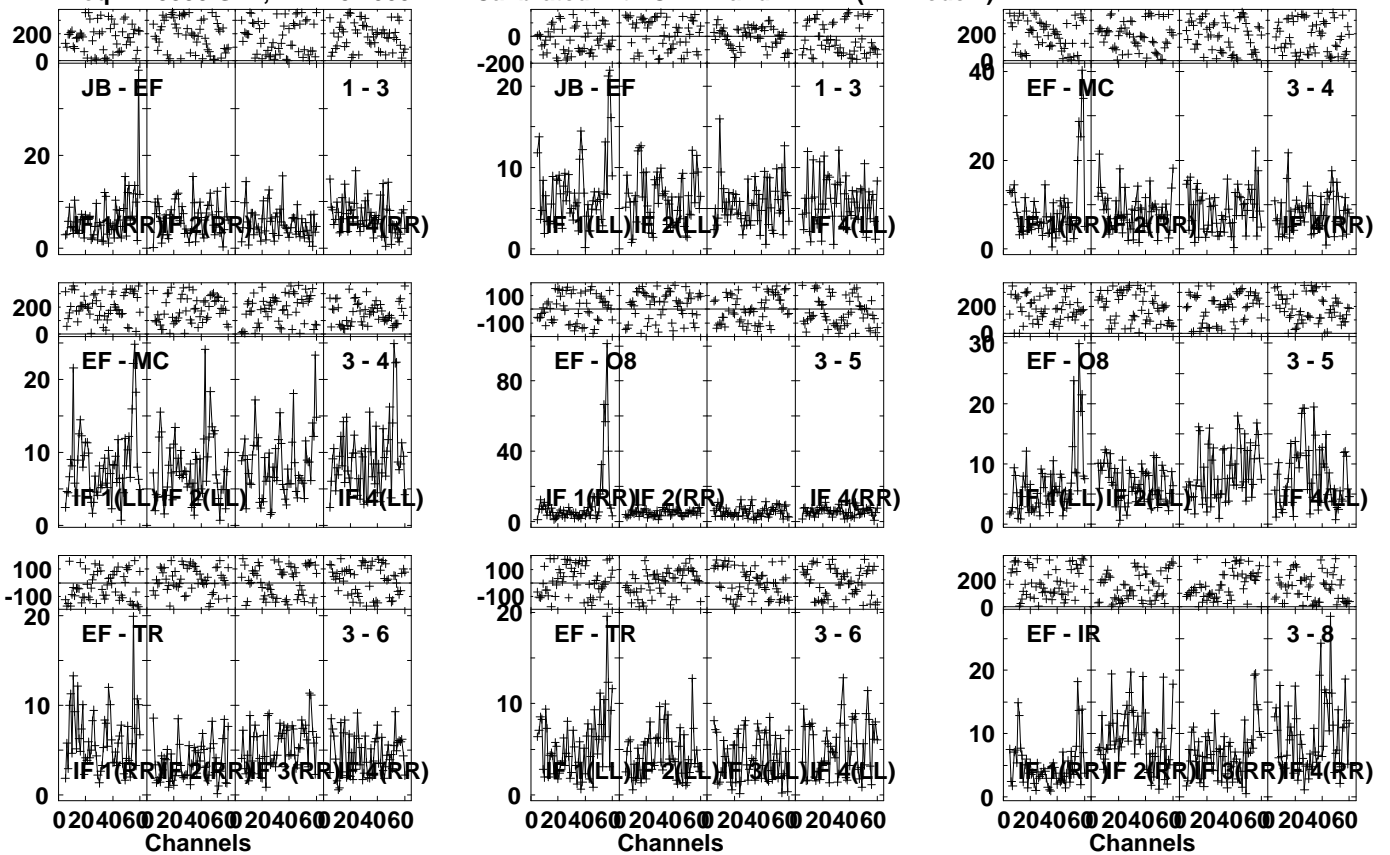 200
0
JB - EF
1 - 3
20
0
IF 1(RR)
IF 2(RR)
IF 4(RR)
0
-200
JB - EF
1 - 3
20
10
0
IF 1(LL)
IF 2(LL)
IF 4(LL)
200
0
EF - MC
3 - 4
40
20
0
IF 1(RR)
IF 2(RR)
IF 4(RR)
200
0
EF - MC
3 - 4
20
10
0
IF 1(LL)
IF 2(LL)
IF 4(LL)
100
-100
EF - O8
3 - 5
80
40
0
IF 1(RR)
IF 2(RR)
IF 4(RR)
200
0
EF - O8
3 - 5
30
20
10
0
IF 1(LL)
IF 2(LL)
IF 4(LL)
100
-100
EF - TR
3 - 6
20
10
0
IF 1(RR)
IF 2(RR)
IF 3(RR)
IF 4(RR)
0 20 40 60 0 20 40 60 0 20 40 60 0 20 40 60
Channels
100
-100
EF - TR
3 - 6
20
10
0
IF 1(LL)
IF 2(LL)
IF 3(LL)
IF 4(LL)
0 20 40 60 0 20 40 60 0 20 40 60 0 20 40 60
Channels
200
0
EF - IR
3 - 8
20
10
0
IF 1(RR)
IF 2(RR)
IF 3(RR)
IF 4(RR)
0 20 40 60 0 20 40 60 0 20 40 60 0 20 40 60
Channels